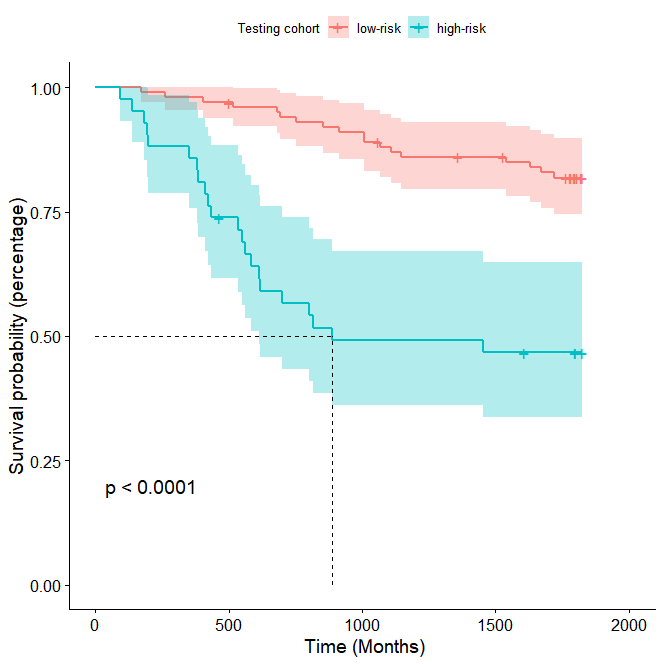 Testing cohort low-risk high-risk
Survival probability (percentage)
1.00
0.75
0.50
0.25
0.00
p < 0.0001
0 500 1000 1500 2000
Time (Months)